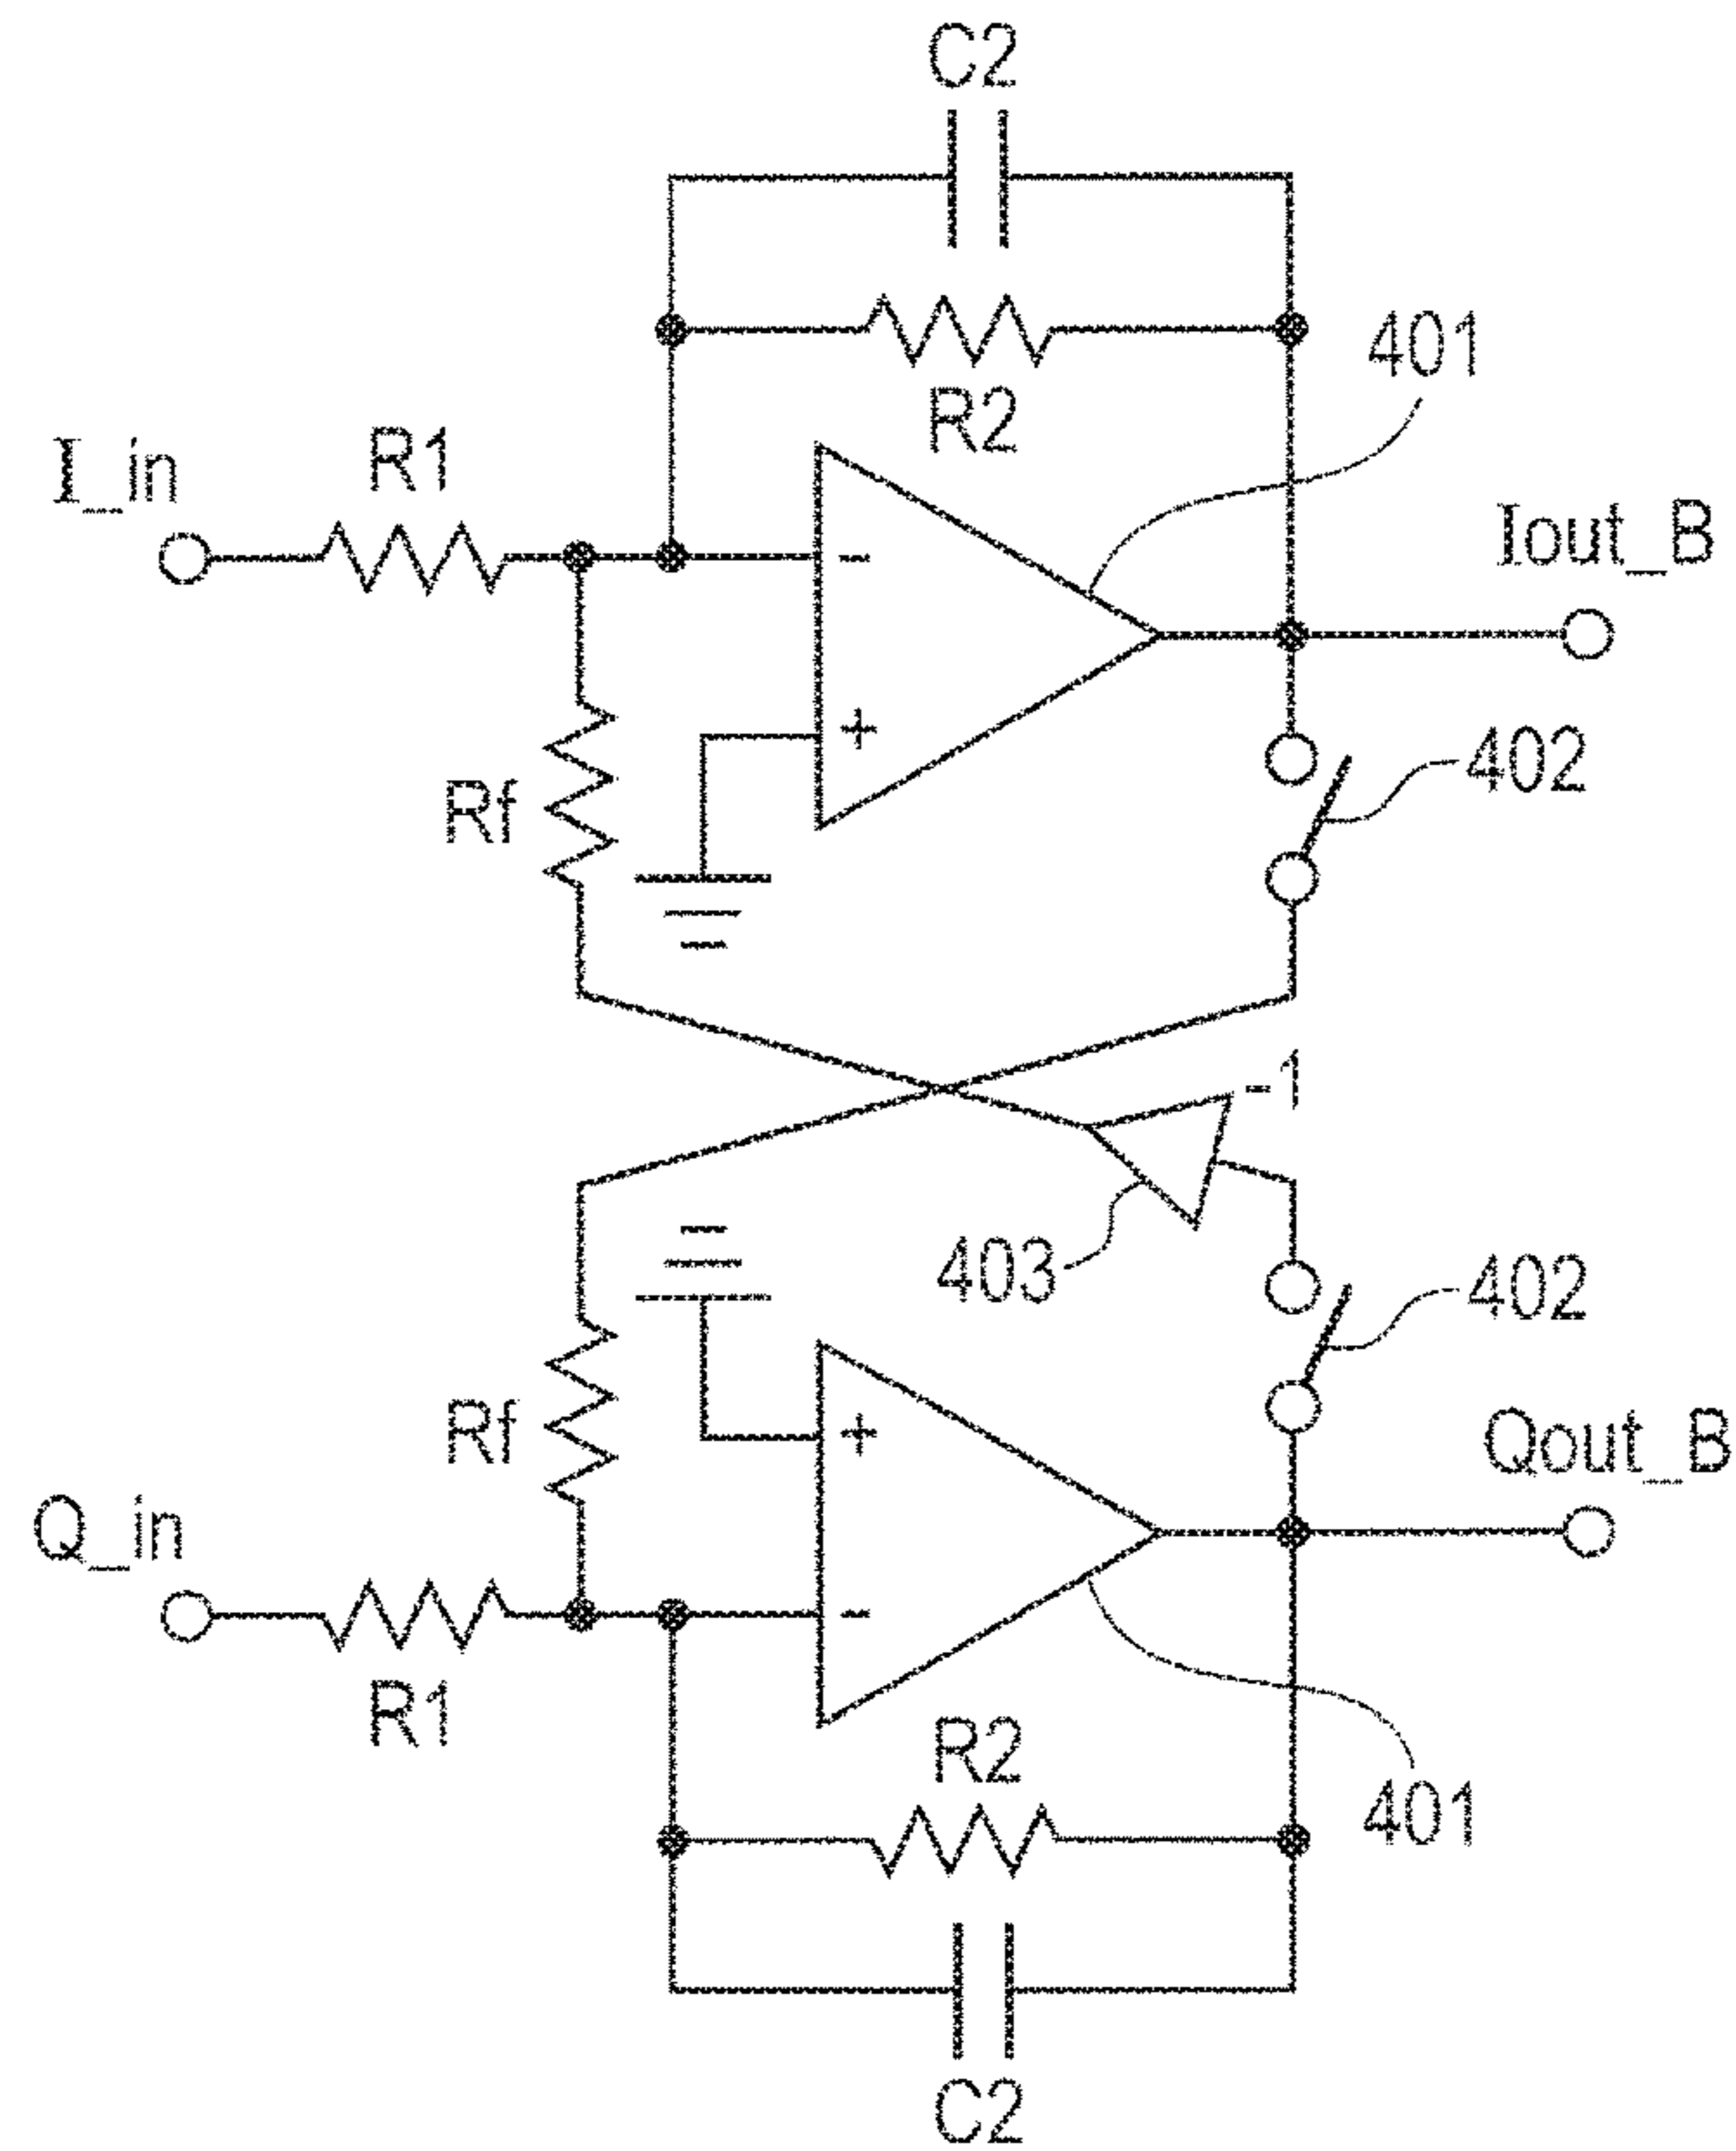 C2
R2
401
I_in
R1
-
Iout_B
+
402
Rf
-1
403
402
Rf
+
Qout_B
Q_in
-
R1
R2
401
C2